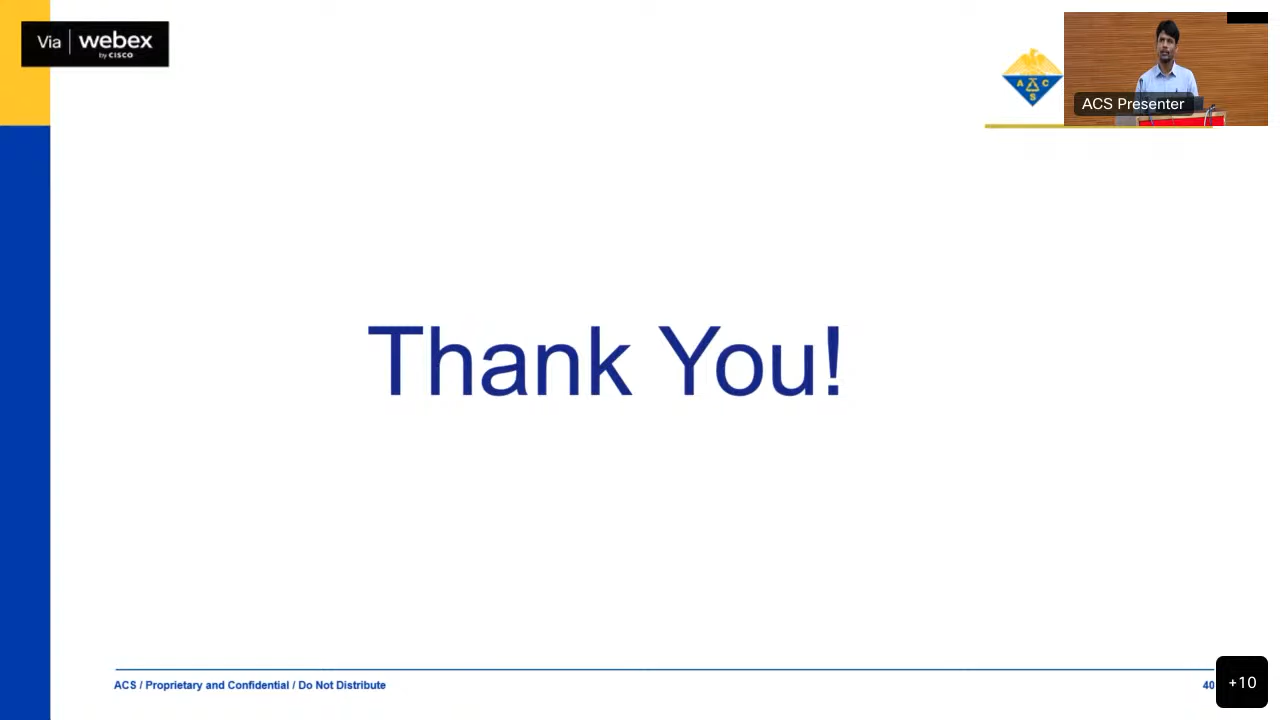 Via | webex
by CISCO
A C S
ACS Presenter
Thank You!
ACS / Proprietary and Confidential / Do Not Distribute
40
+10